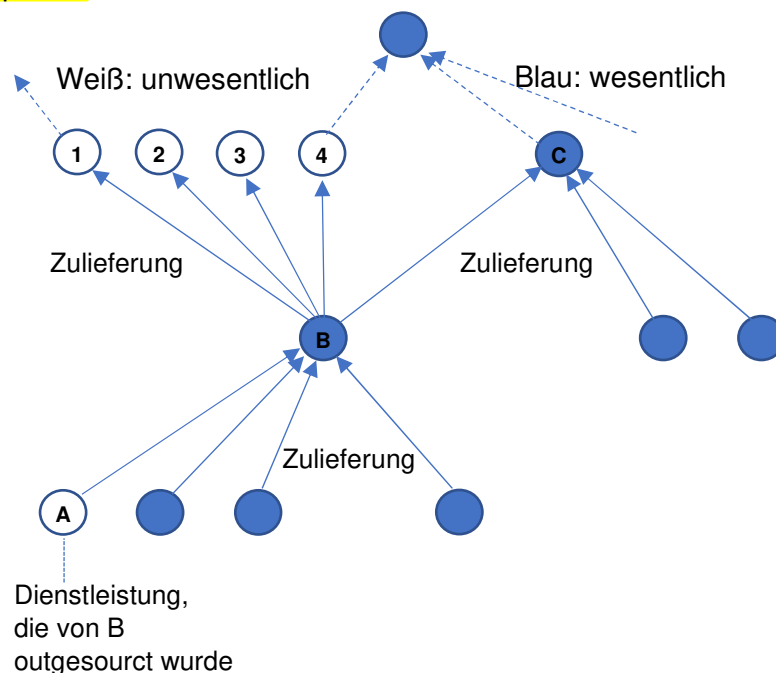 Weiß: unwesentlich
Blau: wesentlich
1
2
3
4
C
Zulieferung
Zulieferung
B
Zulieferung
A
Dienstleistung,
die von B
outgesourct wurde